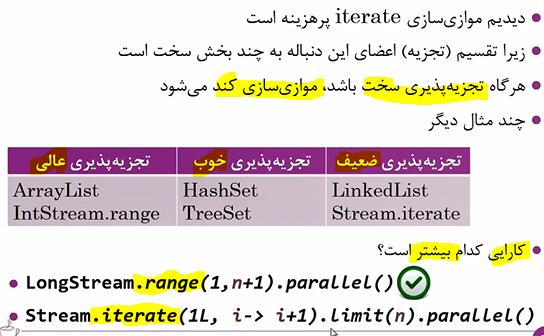 دیدیم موازی‌سازی iterate پرهزینه است
زیرا تقسیم (تجزیه) اعضای این دنباله به چند بخش سخت است
هرگاه تجزیه‌پذیری سخت باشد، موازی‌سازی کند می‌شود
چند مثال دیگر
تجزیه‌پذیری عالی تجزیه‌پذیری خوب تجزیه‌پذیری ضعیف
ArrayList HashSet LinkedList
IntStream.range TreeSet Stream.iterate
کارایی کدام بیشتر است؟
LongStream.range(1,n+1).parallel()
Stream.iterate(1L, i-> i+1).limit(n).parallel()